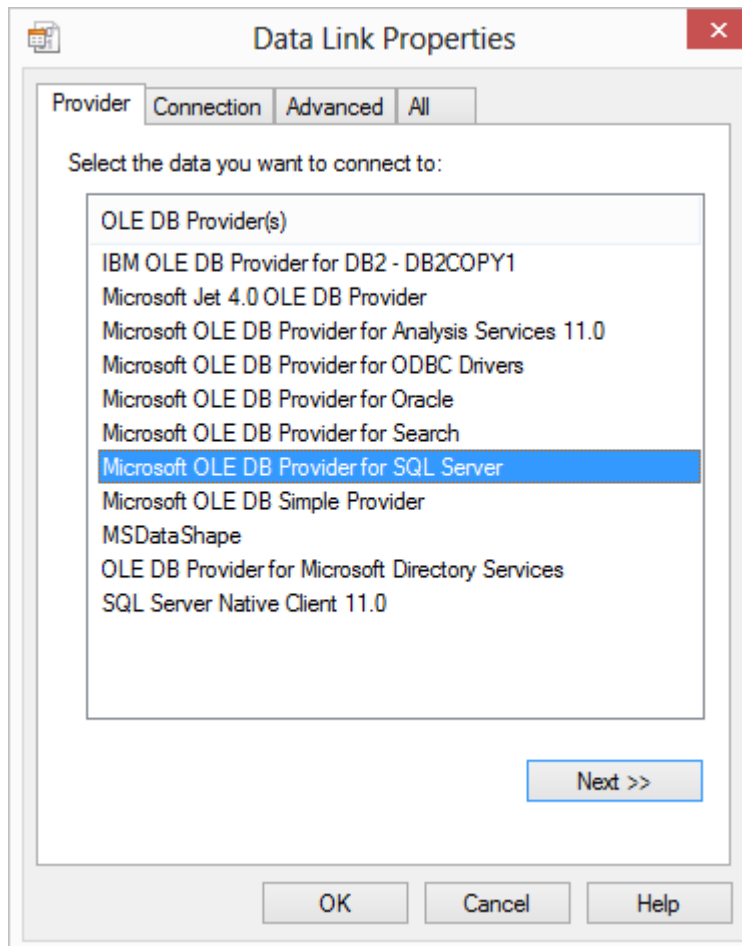 Data Link Properties
Provider Connection Advanced All
Select the data you want to connect to:
OLE DB Provider(s)
IBM OLE DB Provider for DB2 - DB2COPY1
Microsoft Jet 4.0 OLE DB Provider
Microsoft OLE DB Provider for Analysis Services 11.0
Microsoft OLE DB Provider for ODBC Drivers
Microsoft OLE DB Provider for Oracle
Microsoft OLE DB Provider for Search
Microsoft OLE DB Provider for SQL Server
Microsoft OLE DB Simple Provider
MSDataShape
OLE DB Provider for Microsoft Directory Services
SQL Server Native Client 11.0
Next >>
OK Cancel Help